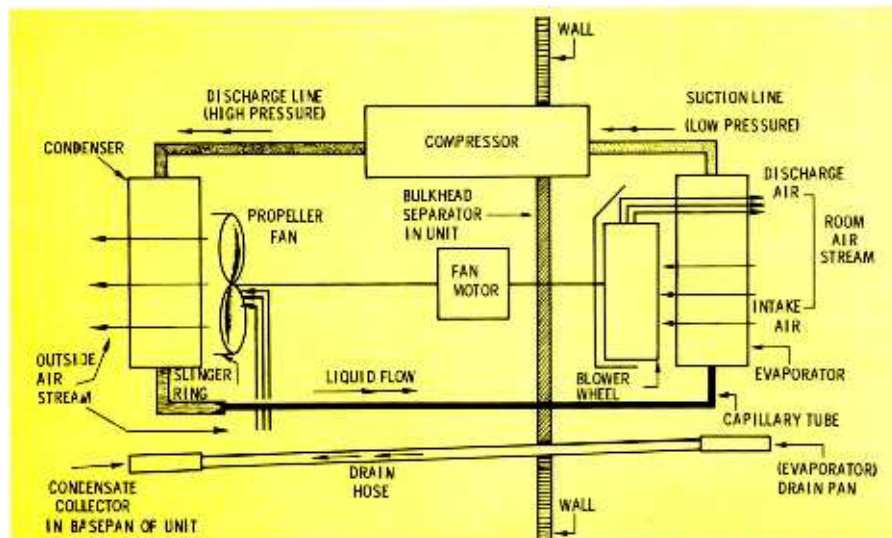 WALL
DISCHARGE LINE
(HIGH PRESSURE)
SUCTION LINE
(LOW PRESSURE)
CONDENSER
COMPRESSOR
DISCHARGE
AIR
ROOM
AIR
STREAM
PROPELLER
FAN
BULKHEAD
SEPARATOR
IN UNIT
FAN
MOTOR
INTAKE
AIR
OUTSIDE
AIR
STREAM
SLINGER
RING
LIQUID FLOW
BLOWER
WHEEL
EVAPORATOR
CAPILLARY TUBE
CONDENSATE
COLLECTOR
IN BASEPAN OF UNIT
DRAIN
HOSE
(EVAPORATOR)
DRAIN PAN
WALL